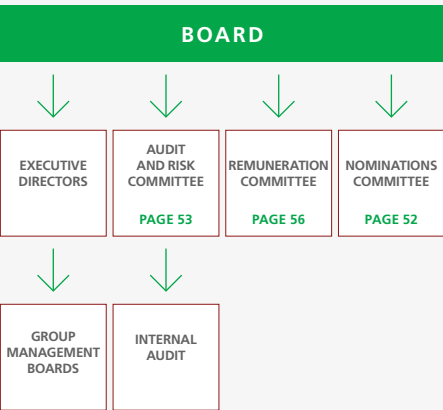 BOARD
EXECUTIVE
DIRECTORS
AUDIT
AND RISK
COMMITTEE
PAGE 53
REMUNERATION
COMMITTEE
PAGE 56
NOMINATIONS
COMMITTEE
PAGE 52
GROUP
MANAGEMENT
BOARDS
INTERNAL
AUDIT